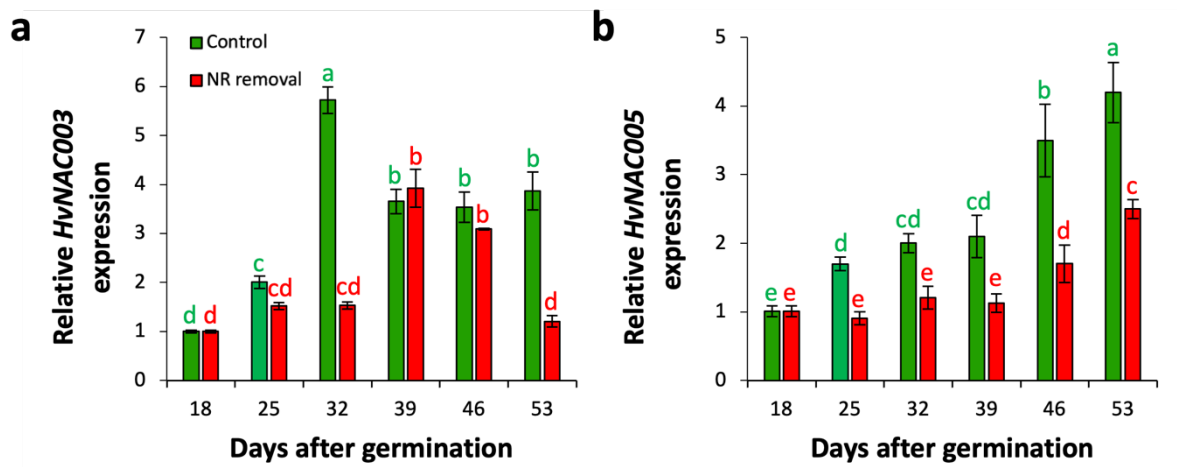 a
7
6
5
4
3
2
1
0
Relative HvNAC003
expression
Control
NR removal
d d c cd a cd b b b b b d
18 25 32 39 46 53
Days after germination
b
5
4
3
2
1
0
Relative HvNAC005
expression
e e d e cd e cd e b d a c
18 25 32 39 46 53
Days after germination